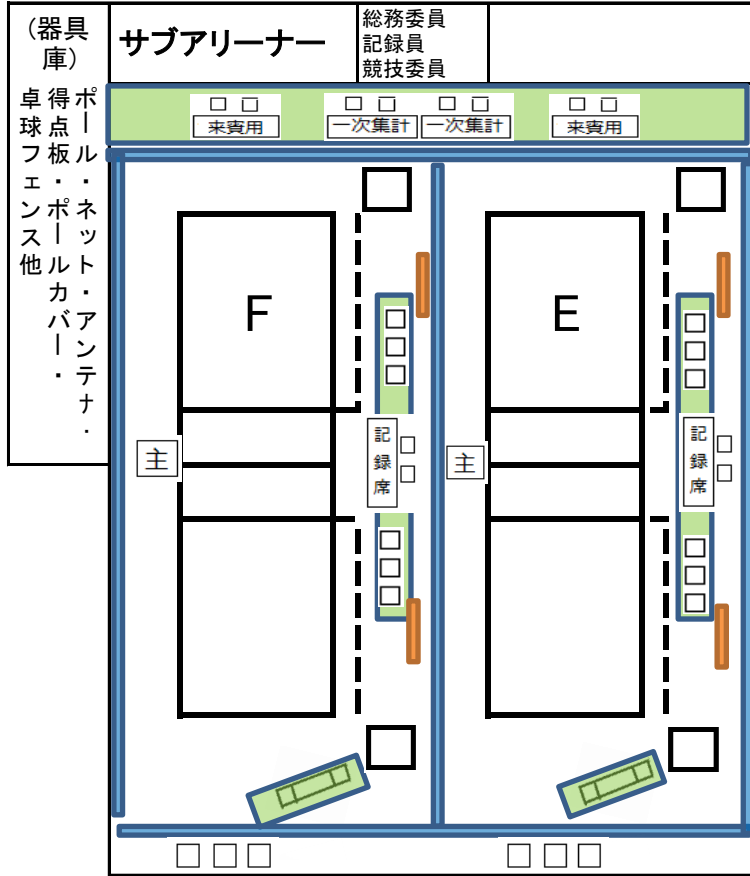 (器具
庫)
ポール・ネット・アンテナ・
得点板・ポールカバー・
卓球フェンス他
サブアリーナー
総務委員
記録員
競技委員
来賓用
一次集計
一次集計
来賓用
F
E
主
記録席
主
記録席